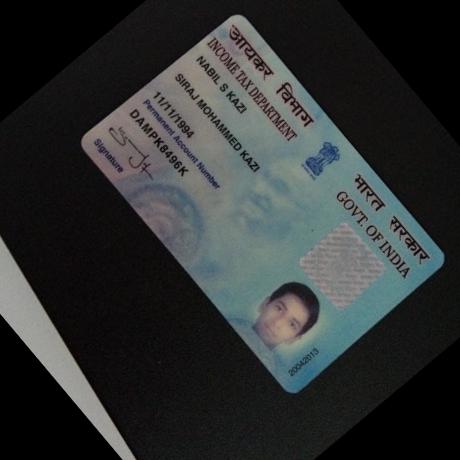 आयकर विभाग
INCOME TAX DEPARTMENT
भारत सरकार
GOVT. OF INDIA
NABIL S KAZI
SIRAJ MOHAMMED KAZI
11/11/1994
Permanent Account Number
DAMPK8496K
Signature
20042013